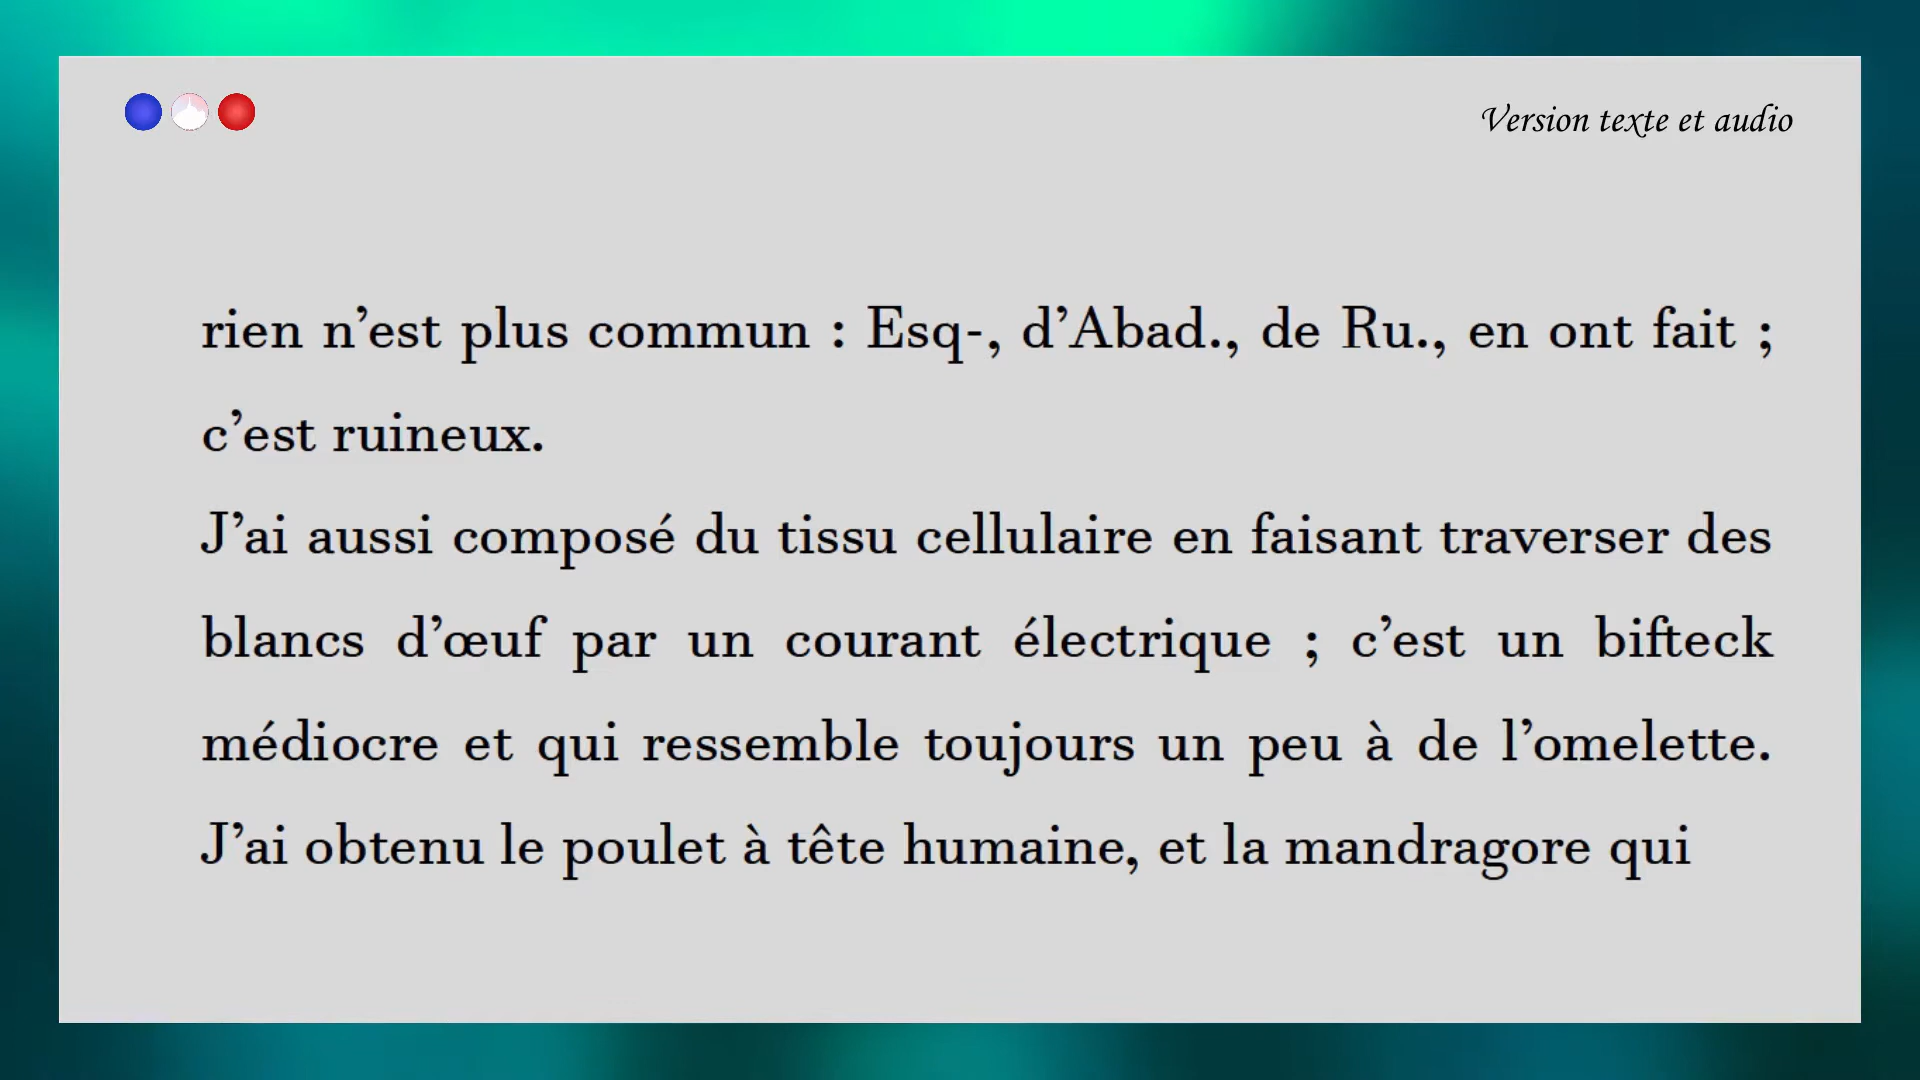 Version texte et audio
rien n’est plus commun : Esq-, d’Abad., de Ru., en ont fait ;
c’est ruineux.
J’ai aussi composé du tissu cellulaire en faisant traverser des
blancs d’œuf par un courant électrique ; c’est un bifteck
médiocre et qui ressemble toujours un peu à de l’omelette.
J’ai obtenu le poulet à tête humaine, et la mandragore qui